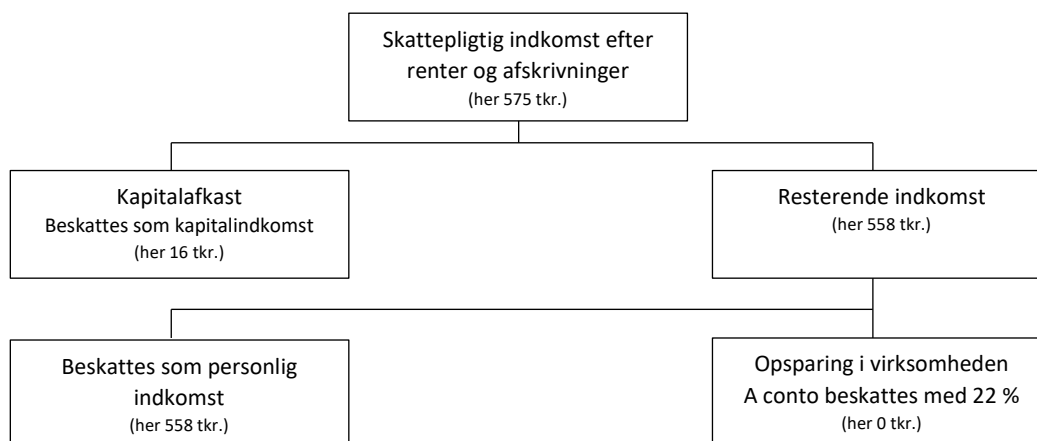 Skattepligtig indkomst efter
renter og afskrivninger
(her 575 tkr.)
Kapitalafkast
Beskattes som kapitalindkomst
(her 16 tkr.)
Resterende indkomst
(her 558 tkr.)
Beskattes som personlig
indkomst
(her 558 tkr.)
Opsparing i virksomheden
A conto beskattes med 22 %
(her 0 tkr.)